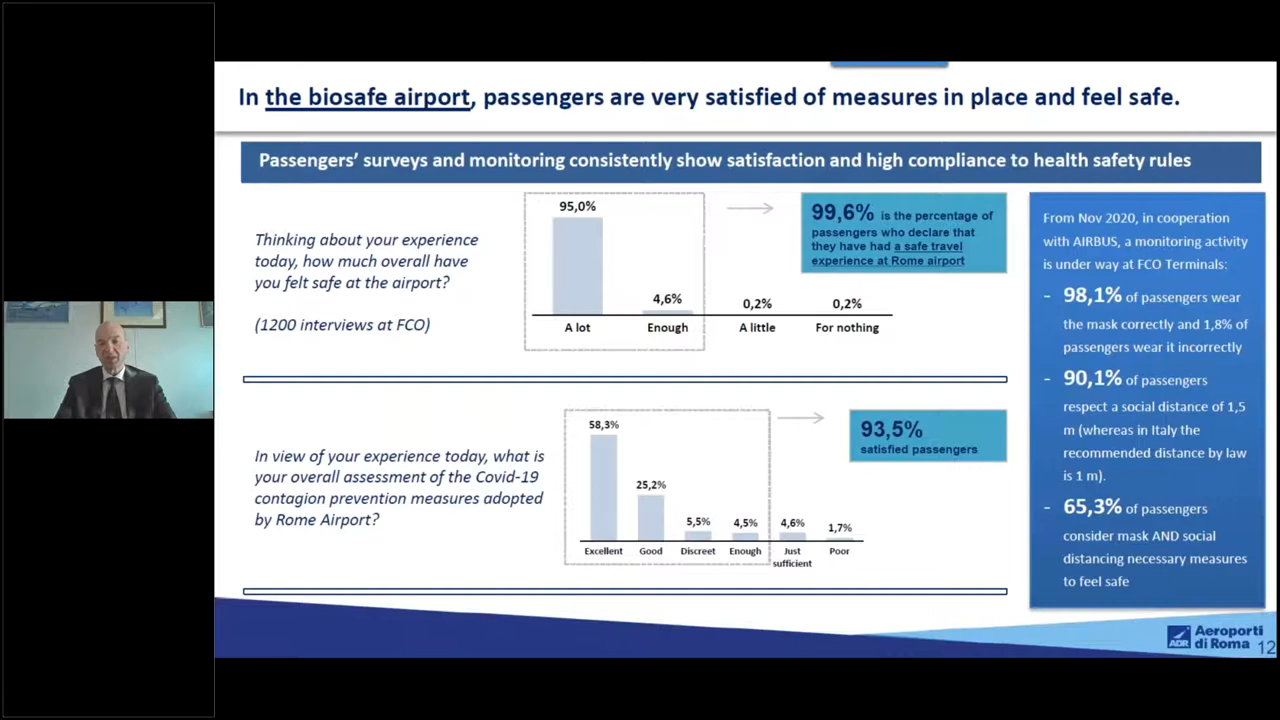 In the biosafe airport, passengers are very satisfied of measures in place and feel safe.
Passengers' surveys and monitoring consistently show satisfaction and high compliance to health safety rules
Thinking about your experience
today, how much overall have
you felt safe at the airport?
(1200 interviews at FCO)
95,0%
4,6%
0,2%
0,2%
A lot
Enough
A little
For nothing
99,6% is the percentage of
passengers who declare that
they have had a safe travel
experience at Rome airport
In view of your experience today, what is
your overall assessment of the Covid-19
contagion prevention measures adopted
by Rome Airport?
58,3%
25,2%
5,5%
4,5%
4,6%
1,7%
Excellent
Good
Discreet
Enough
Just
sufficient
Poor
93,5%
satisfied passengers
From Nov 2020, in cooperation
with AIRBUS, a monitoring activity
is under way at FCO Terminals:
- 98,1% of passengers wear
the mask correctly and 1,8% of
passengers wear it incorrectly
- 90,1% of passengers
respect a social distance of 1,5
m (whereas in Italy the
recommended distance by law
is 1 m).
- 65,3% of passengers
consider mask AND social
distancing necessary measures
to feel safe
ADR
Aeroporti
di Roma
12